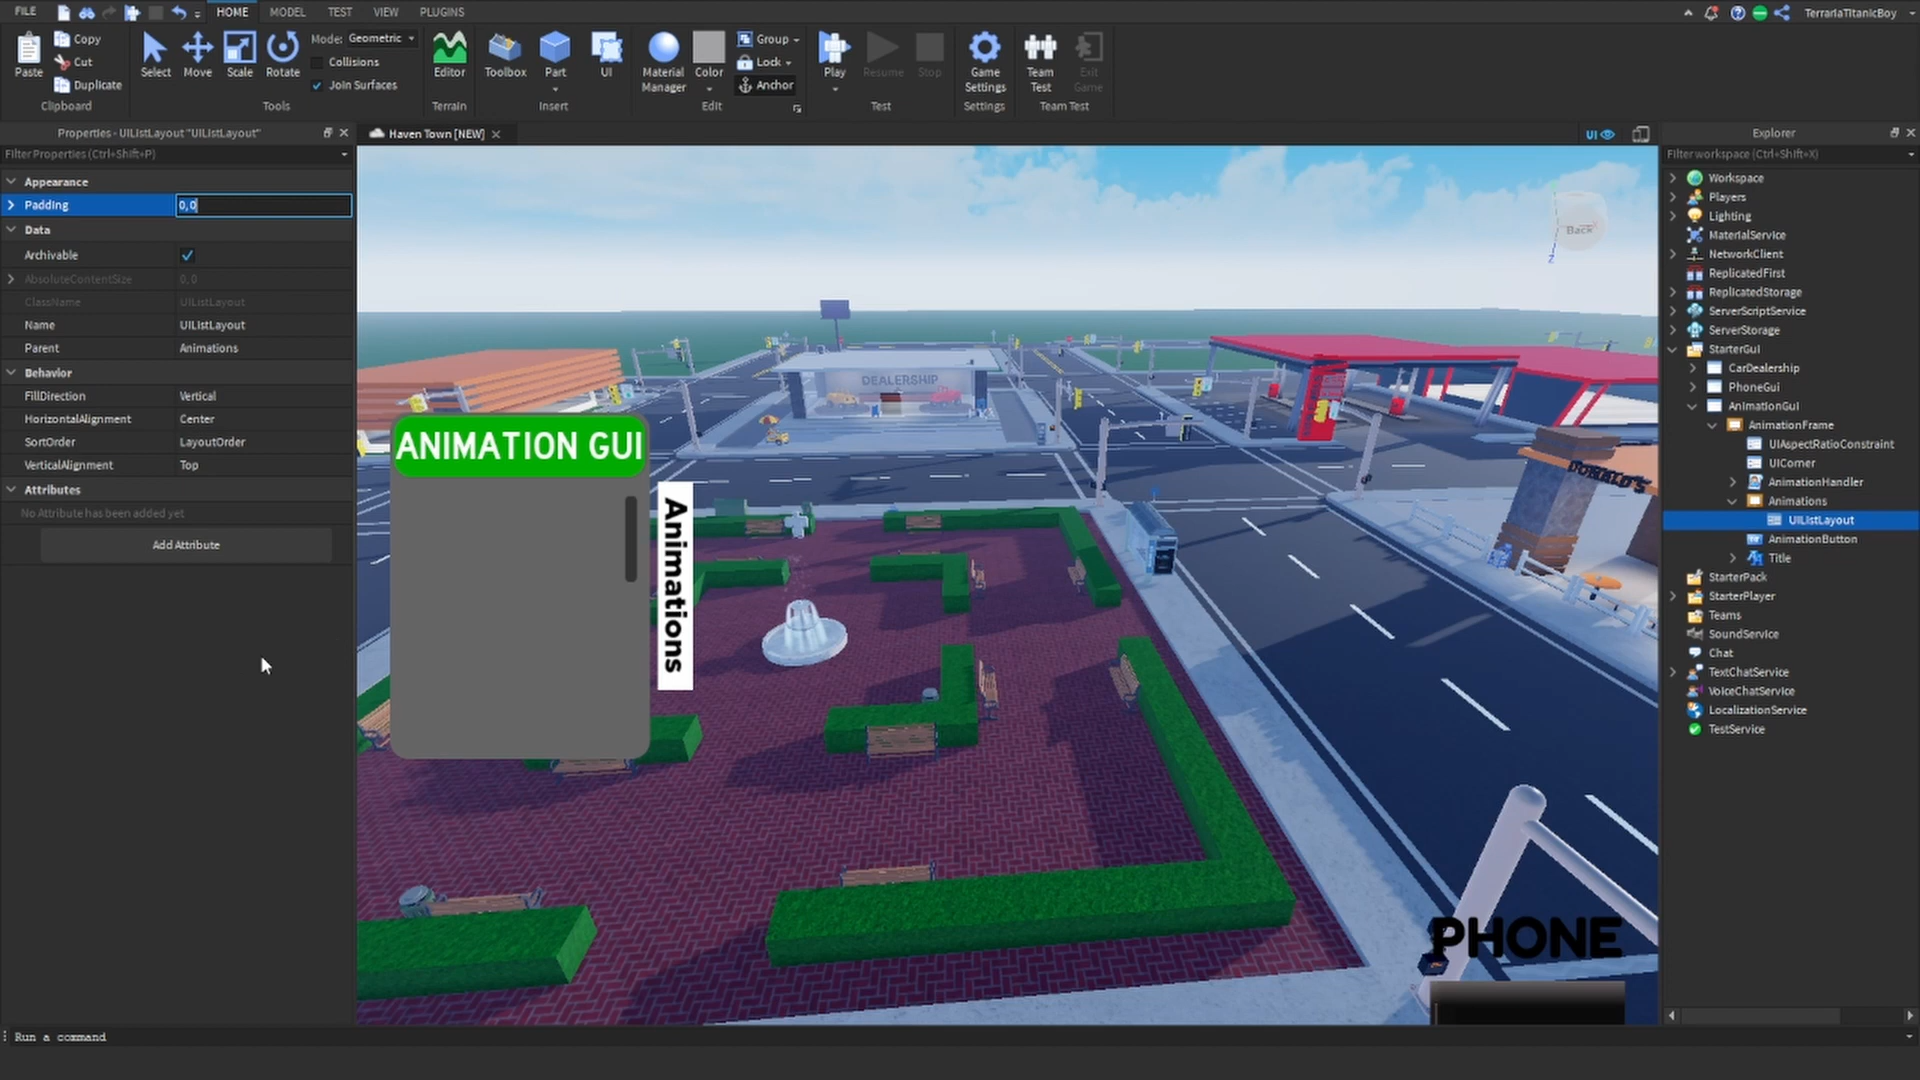 FILE HOME MODEL TEST VIEW PLUGINS TerrariaTitanicBoy
Paste Copy Cut Duplicate Clipboard
Select Move Scale Rotate Mode: Geometric Collisions Join Surfaces Tools
Editor Terrain
Toolbox Part UI Insert
Material Manager Color Group Lock Anchor Edit
Play Resume Stop Test
Game Settings Settings
Team Test Exit Game Team Test
Properties - UIListLayout "UIListLayout"
Filter Properties (Ctrl+Shift+P)
Appearance
Padding 0,0
Data
Archivable
AbsoluteContentSize 0, 0
ClassName UIListLayout
Name UIListLayout
Parent Animations
Behavior
FillDirection Vertical
HorizontalAlignment Center
SortOrder LayoutOrder
VerticalAlignment Top
Attributes
No Attribute has been added yet
Add Attribute
Haven Town [NEW]
UI
Back
Z
DEALERSHIP
ANIMATION GUI
Animations
PHONE
Explorer
Filter workspace (Ctrl+Shift+X)
Workspace
Players
Lighting
MaterialService
NetworkClient
ReplicatedFirst
ReplicatedStorage
ServerScriptService
ServerStorage
StarterGui
CarDealership
PhoneGui
AnimationGui
AnimationFrame
UIAspectRatioConstraint
UICorner
AnimationHandler
Animations
UIListLayout
AnimationButton
Title
StarterPack
StarterPlayer
Teams
SoundService
Chat
TextChatService
VoiceChatService
LocalizationService
TestService
Run a command